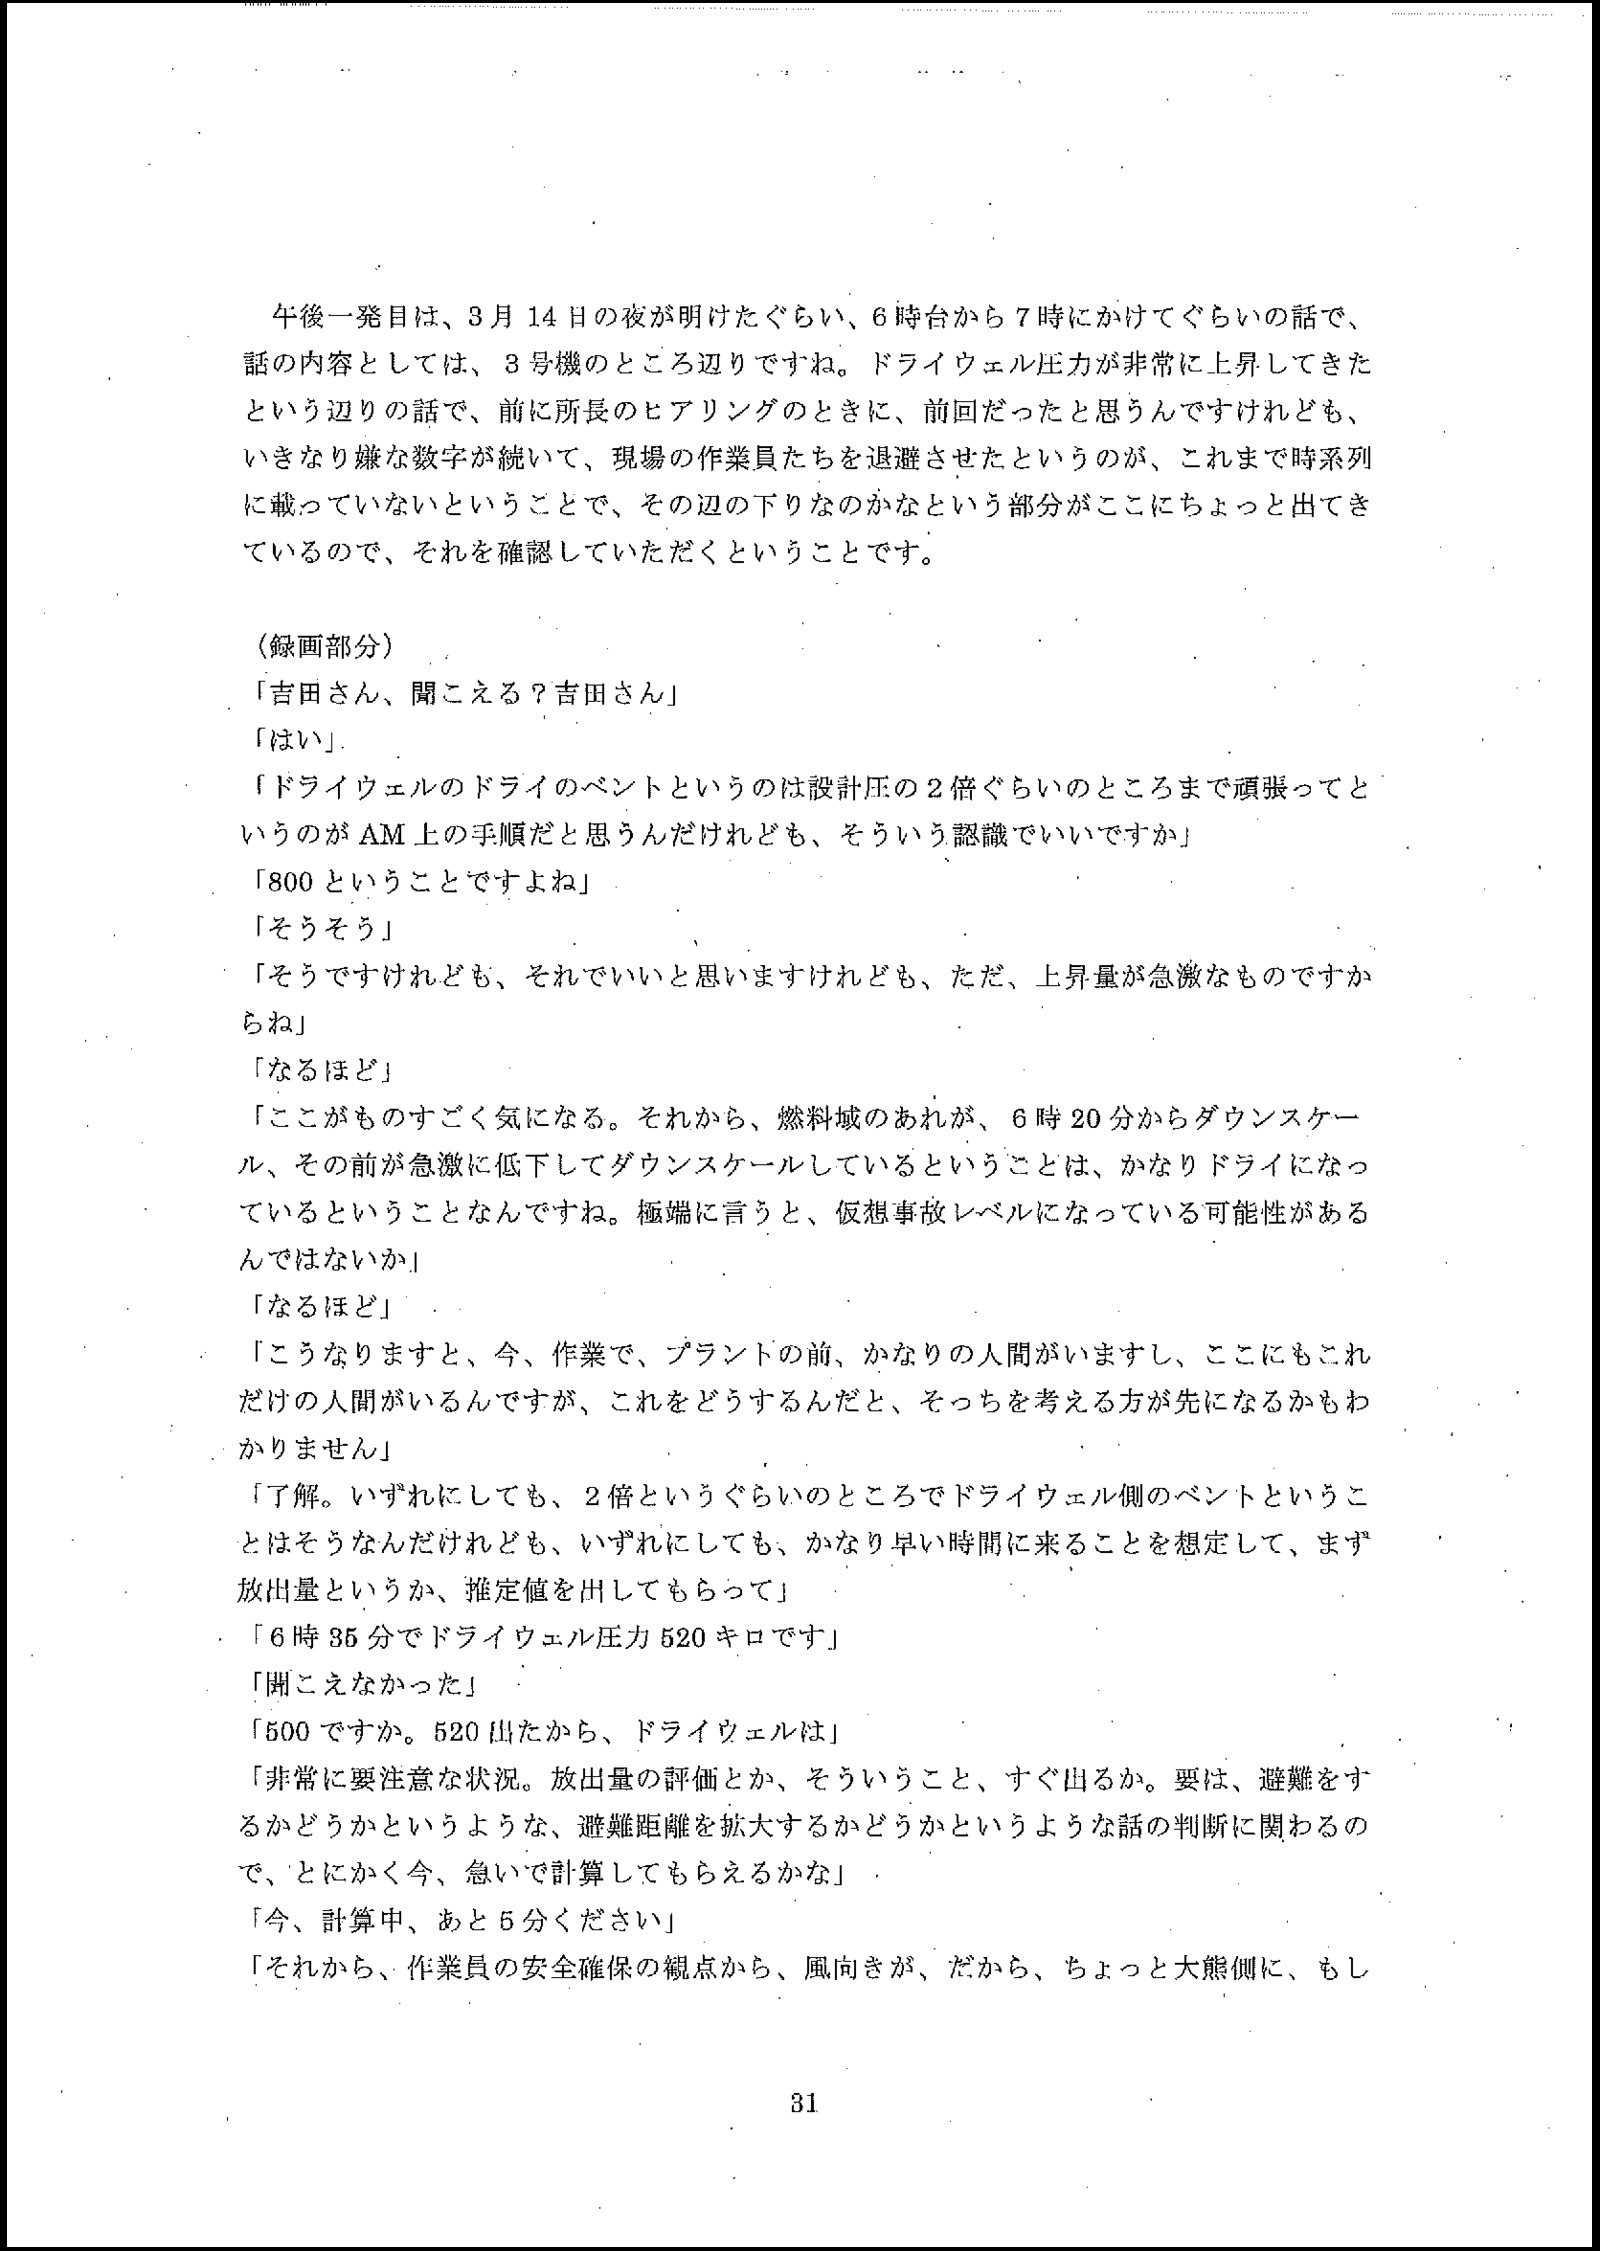 午後一発目は、3月 14 日の夜が明けたぐらい、6時台から7時にかけてぐらいの話で、
話の内容としては、3号機のところ辺りですね。ドライウェル圧力が非常に上昇してきた
という辺りの話で、前に所長のヒアリングのときに、前回だったと思うんですけれども、
いきなり嫌な数字が続いて、現場の作業員たちを退避させたというのが、これまで時系列
に載っていないということで、その辺の下りなのかなという部分がここにちょっと出てき
ているので、それを確認していただくということです。
（録画部分）
「吉田さん、聞こえる？吉田さん」
「はい」
「ドライウェルのドライのベントというのは設計圧の2倍ぐらいのところまで頑張ってと
いうのが AM 上の手順だと思うんだけれども、そういう認識でいいですか」
「800 ということですよね」
「そうそう」
「そうですけれども、それでいいと思いますけれども、ただ、上昇量が急激なものですか
らね」
「なるほど」
「ここがものすごく気になる。それから、燃料域のあれが、6時 20 分からダウンスケー
ル、その前が急激に低下してダウンスケールしているということは、かなりドライになっ
ているということなんですね。極端に言うと、仮想事故レベルになっている可能性がある
んではないか」
「なるほど」
「こうなりますと、今、作業で、プラントの前、かなりの人間がいますし、ここにもこれ
だけの人間がいるんですが、これをどうするんだと、そっちを考える方が先になるかもわ
かりません」
「了解。いずれにしても、2倍というぐらいのところでドライウェル側のベントというこ
とはそうなんだけれども、いずれにしても、かなり早い時間に来ることを想定して、まず
放出量というか、推定値を出してもらって」
「6時 35 分でドライウェル圧力 520 キロです」
「聞こえなかった」
「500 ですか。520 出たから、ドライウェルは」
「非常に要注意な状況。放出量の評価とか、そういうこと、すぐ出るか。要は、避難をす
るかどうかというような、避難距離を拡大するかどうかというような話の判断に関わるの
で、とにかく今、急いで計算してもらえるかな」
「今、計算中、あと5分ください」
「それから、作業員の安全確保の観点から、風向きが、だから、ちょっと大熊側に、もし
31